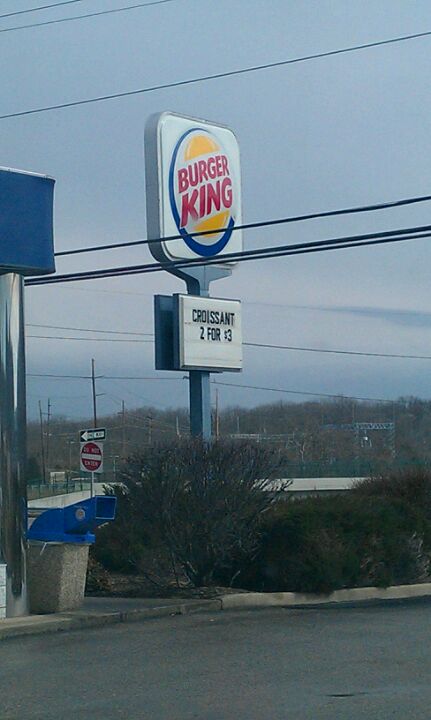 BURGER
KING
CROISSANT
2 FOR $3
ONE WAY
DO NOT
ENTER